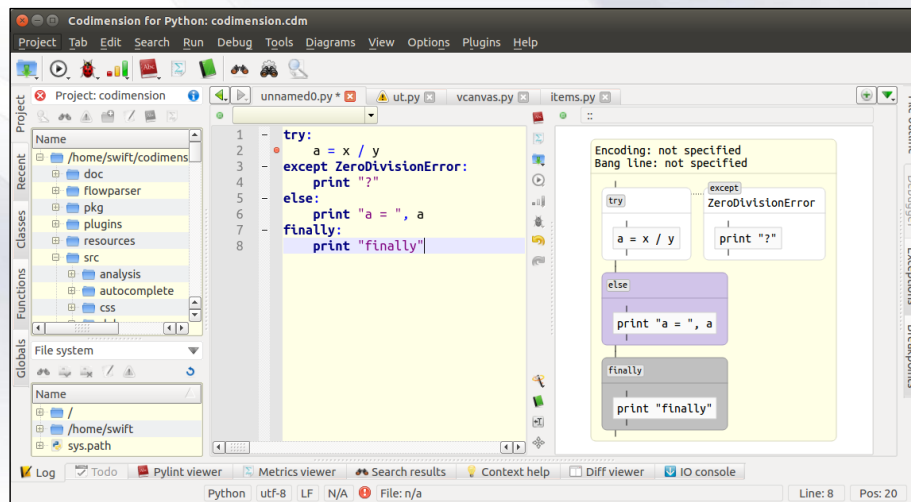 Codimension for Python: codimension.cdm
Project Tab Edit Search Run Debug Tools Diagrams View Options Plugins Help
Project
Recent
Classes
Functions
Globals
Project: codimension
Name
/home/swift/codimens
doc
flowparser
pkg
plugins
resources
src
analysis
autocomplete
css
File system
Name
/
/home/swift
sys.path
unnamed0.py * ut.py vcanvas.py items.py
1 try:
2 a = x / y
3 except ZeroDivisionError:
4 print "?"
5 else:
6 print "a = ", a
7 finally:
8 print "finally"
::
Encoding: not specified
Bang line: not specified
try
a = x / y
except
ZeroDivisionError
print "?"
else
print "a = ", a
finally
print "finally"
File outline
Debugger
Exceptions
Breakpoints
Log Todo Pylint viewer Metrics viewer Search results Context help Diff viewer IO console
Python utf-8 LF N/A File: n/a Line: 8 Pos: 20